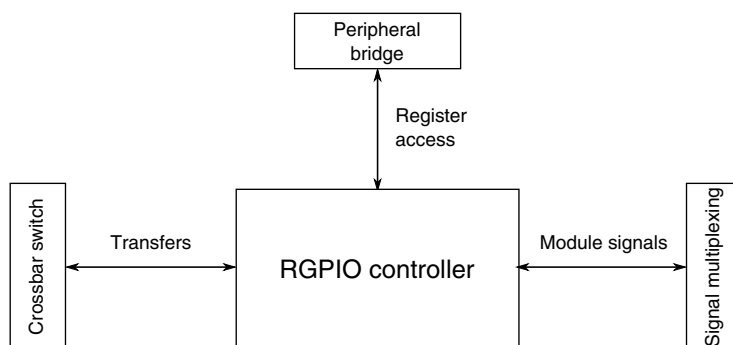 Peripheral
bridge
Register
access
Crossbar switch
Transfers
RGPIO controller
Module signals
Signal multiplexing